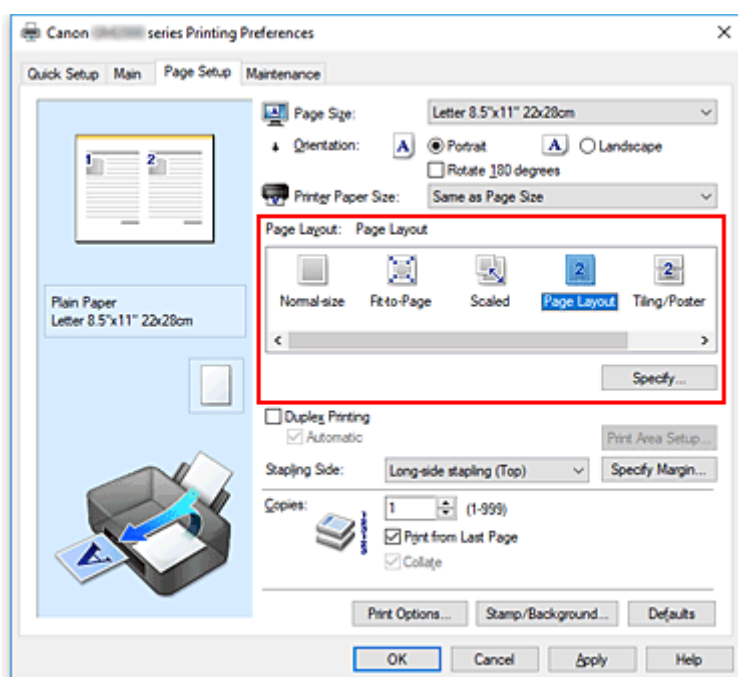 Canon series Printing Preferences
Quick Setup Main Page Setup Maintenance
1 2
Plain Paper
Letter 8.5"x11" 22x28cm
A
Page Size: Letter 8.5"x11" 22x28cm
Orientation: A Portrait A Landscape
Rotate 180 degrees
Printer Paper Size: Same as Page Size
Page Layout: Page Layout
2 2
Normal-size Fit-to-Page Scaled Page Layout Tiling/Poster
Specify...
Duplex Printing
Automatic Print Area Setup...
Stapling Side: Long-side stapling (Top) Specify Margin...
Copies: 1 (1-999)
Print from Last Page
Collate
Print Options... Stamp/Background... Defaults
OK Cancel Apply Help